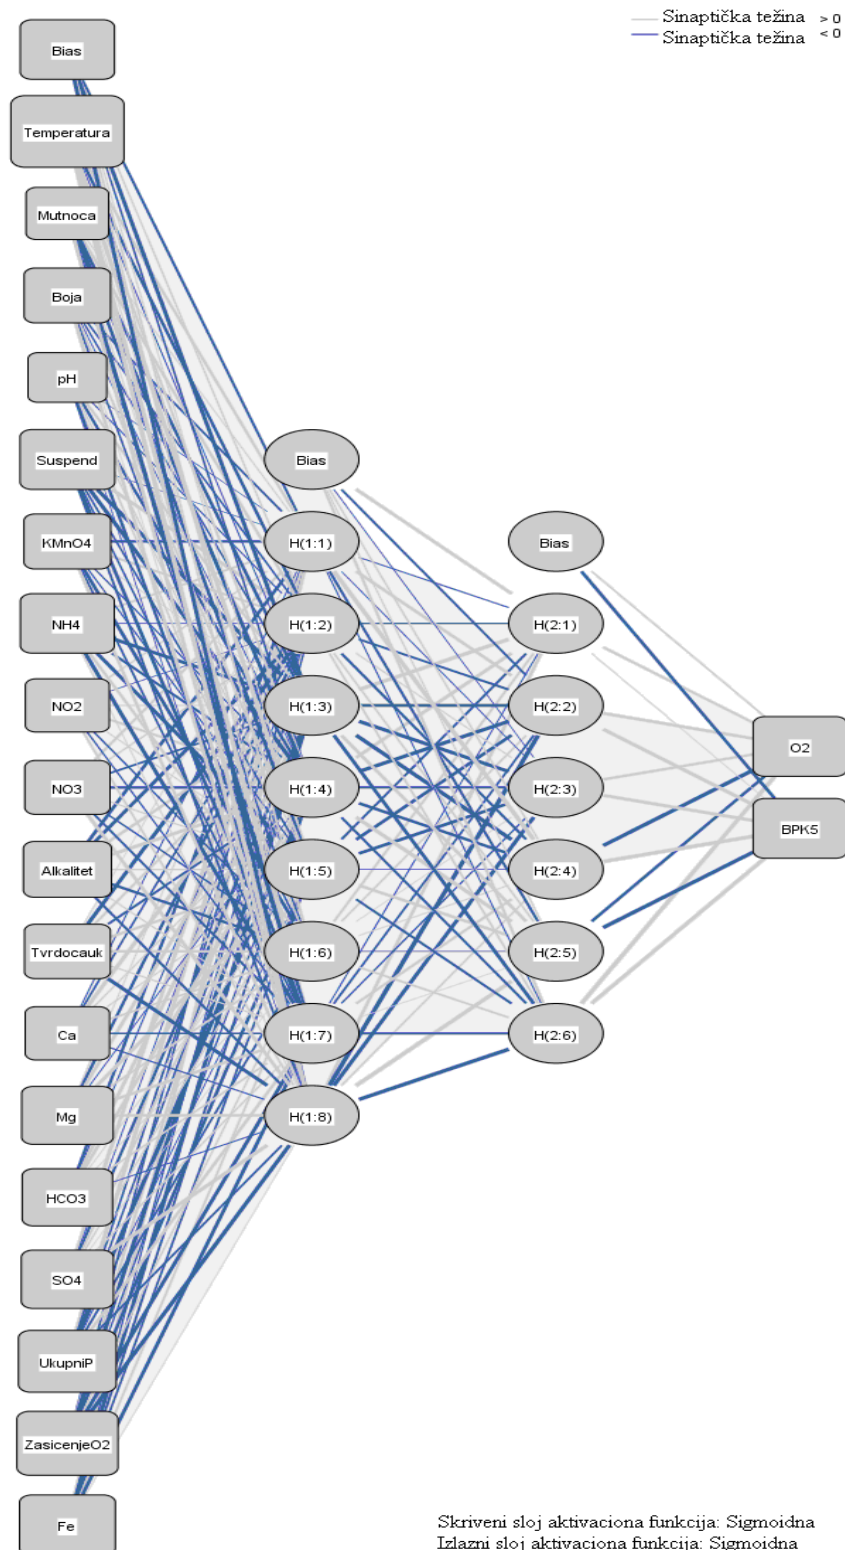 Sinaptička težina > 0
Sinaptička težina < 0
Bias
Temperatura
Mutnoca
Boja
pH
Suspend
KMnO4
NH4
NO2
NO3
Alkalitet
Tvrdocauk
Ca
Mg
HCO3
SO4
UkupniP
ZasicenjeO2
Fe
Bias
H(1:1)
H(1:2)
H(1:3)
H(1:4)
H(1:5)
H(1:6)
H(1:7)
H(1:8)
Bias
H(2:1)
H(2:2)
H(2:3)
H(2:4)
H(2:5)
H(2:6)
O2
BPK5
Skriveni sloj aktivaciona funkcija: Sigmoidna
Izlazni sloj aktivaciona funkcija: Sigmoidna